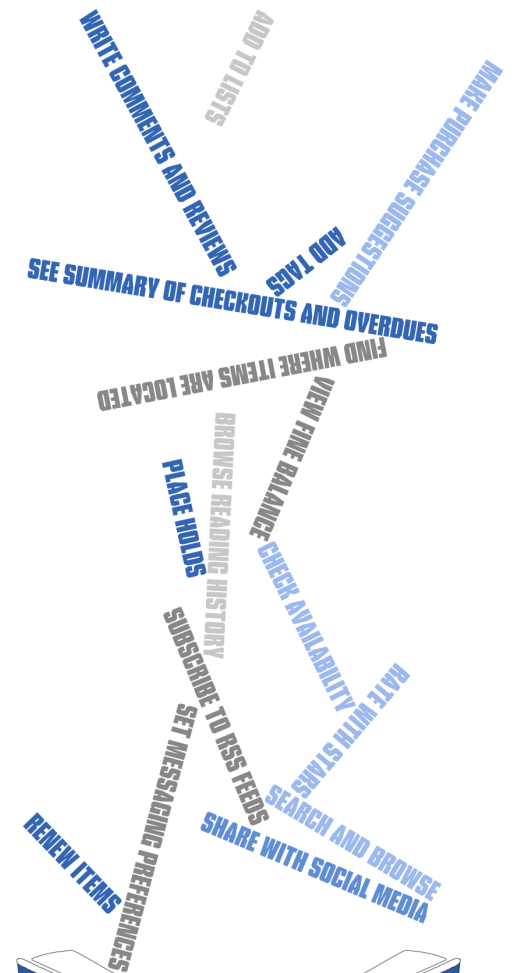 WRITE COMMENTS AND REVIEWS
ADD TO LISTS
MAKE PURCHASE SUGGESTIONS
ADD TAGS
SEE SUMMARY OF CHECKOUTS AND OVERDUES
FIND WHERE ITEMS ARE LOCATED
VIEW FINE BALANCE
BROWSE READING HISTORY
PLACE HOLDS
CHECK AVAILABILITY
SUBSCRIBE TO RSS FEEDS
RATE WITH STARS
SET MESSAGING PREFERENCES
SEARCH AND BROWSE
SHARE WITH SOCIAL MEDIA
RENEW ITEMS